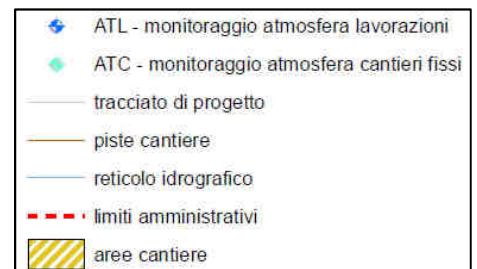 ATL - monitoraggio atmosfera lavorazioni
ATC - monitoraggio atmosfera cantieri fissi
tracciato di progetto
piste cantiere
reticolo idrografico
limiti amministrativi
aree cantiere